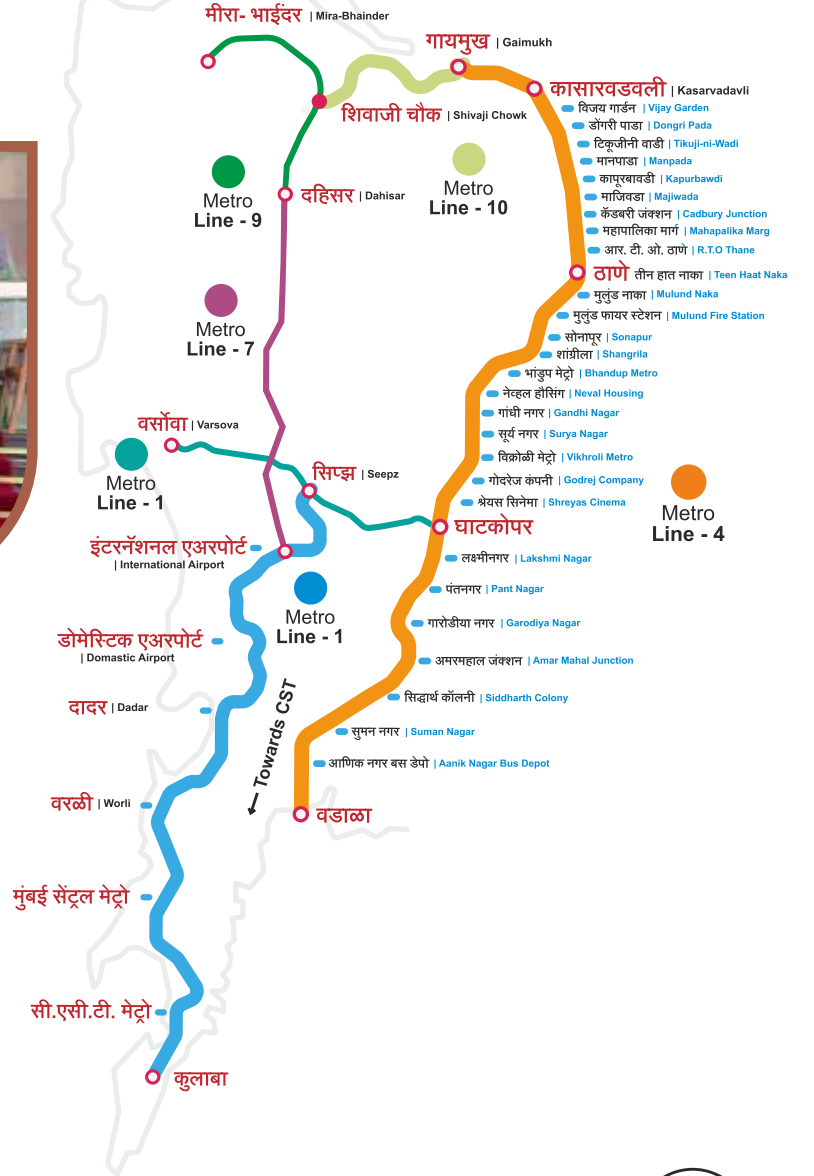 मीरा- भाईंदर | Mira-Bhainder
गायमुख | Gaimukh
कासारवडवली | Kasarvadavli
शिवाजी चौक | Shivaji Chowk
विजय गार्डन | Vijay Garden
डोंगरी पाडा | Dongri Pada
टिकूजीनी वाडी | Tikuji-ni-Wadi
मानपाडा | Manpada
कापूरबावडी | Kapurbawdi
माजिवडा | Majiwada
कॅडबरी जंक्शन | Cadbury Junction
महापालिका मार्ग | Mahapalika Marg
आर. टी. ओ. ठाणे | R.T.O Thane
Metro
Line - 9
Metro
Line - 10
दहिसर | Dahisar
ठाणे तीन हात नाका | Teen Haat Naka
मुलुंड नाका | Mulund Naka
मुलुंड फायर स्टेशन | Mulund Fire Station
सोनापूर | Sonapur
शांग्रीला | Shangrila
भांडुप मेट्रो | Bhandup Metro
नेव्हल हौसिंग | Neval Housing
गांधी नगर | Gandhi Nagar
सूर्य नगर | Surya Nagar
विक्रोळी मेट्रो | Vikhroli Metro
गोदरेज कंपनी | Godrej Company
श्रेयस सिनेमा | Shreyas Cinema
Metro
Line - 7
वर्सोवा | Varsova
Metro
Line - 1
सिप्झ | Seepz
घाटकोपर
Metro
Line - 4
इंटरनॅशनल एअरपोर्ट
| International Airport
Metro
Line - 1
लक्ष्मीनगर | Lakshmi Nagar
पंतनगर | Pant Nagar
गारोडीया नगर | Garodiya Nagar
अमरमहाल जंक्शन | Amar Mahal Junction
सिद्धार्थ कॉलनी | Siddharth Colony
सुमन नगर | Suman Nagar
आणिक नगर बस डेपो | Aanik Nagar Bus Depot
वडाळा
डोमेस्टिक एअरपोर्ट
| Domastic Airport
दादर | Dadar
Towards CST
वरळी | Worli
मुंबई सेंट्रल मेट्रो
सी.एसी.टी. मेट्रो
कुलाबा